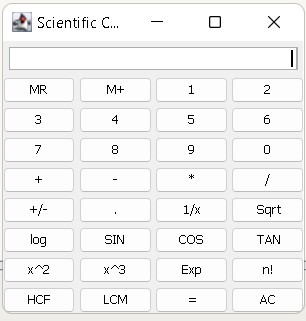 Scientific C...
MR M+ 1 2
3 4 5 6
7 8 9 0
+ - * /
+/- . 1/x Sqrt
log SIN COS TAN
x^2 x^3 Exp n!
HCF LCM = AC